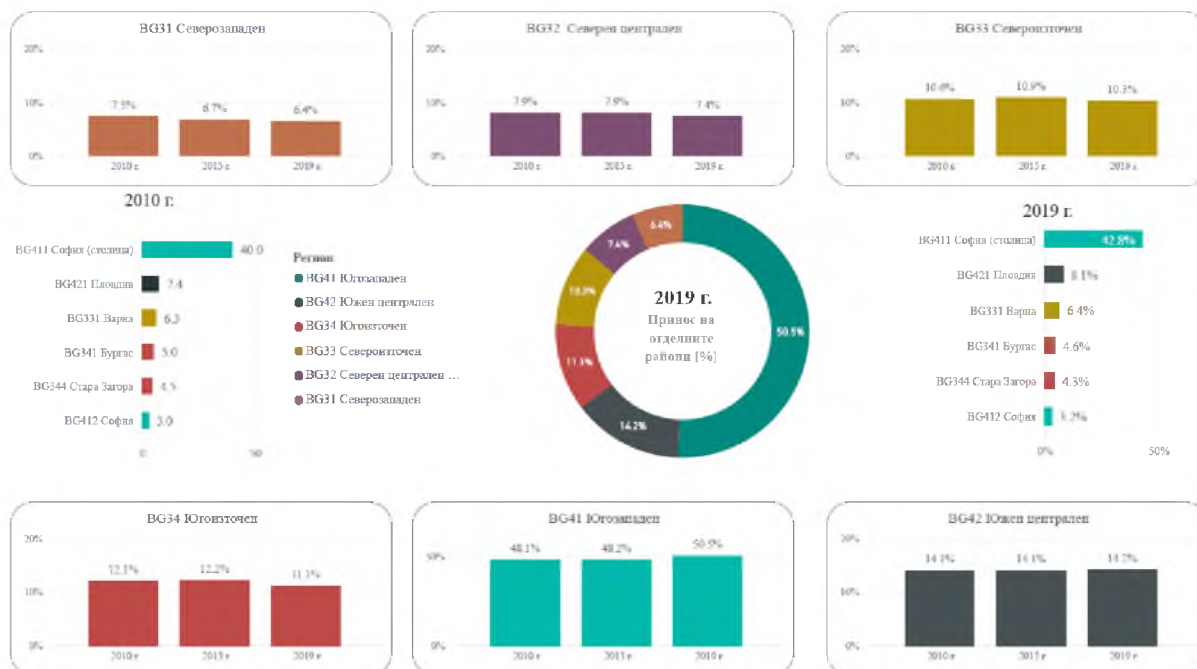 BG31 Северозападен
20%
10%
6.7%
6.4%
0%
2010 г.
2015 г.
2019 г.
BG32 Северен централен
20%
10%
7.9%
7.9%
7.4%
0%
2010 г.
2015 г.
2019 г.
BG33 Североизточен
20%
10%
10.6%
10.9%
10.3%
0%
2010 г.
2015 г.
2019 г.
2010 г.
BG411 София (столица)
40.0
BG421 Пловдив
7.4
BG331 Варна
BG341 Бургас
5.0
BG344 Стара Загора
4.5
BG412 София
3.0
0
50
Регион
BG41 Югозападен
BG42 Южен централен
BG34 Югоизточен
BG33 Североизточен
BG32 Северен централен ...
BG31 Северозападен
2019 г.
Принос на
отделните
райони [%]
50.5%
14.2%
10.3%
7.4%
6.4%
2019 г.
BG411 София (столица)
42.8%
BG421 Пловдив
8.1%
BG331 Варна
6.4%
BG341 Бургас
4.6%
BG344 Стара Загора
4.3%
BG412 София
3.2%
0%
50%
BG34 Югоизточен
20%
10%
12.1%
12.2%
0%
2010 г
2015 г
2019 г
BG41 Югозападен
50%
48.1%
48.2%
50.5%
0%
2010 г
2015 г
2019 г
BG42 Южен централен
20%
10%
14.1%
14.1%
14.2%
0%
2010 г
2015 г
2019 г